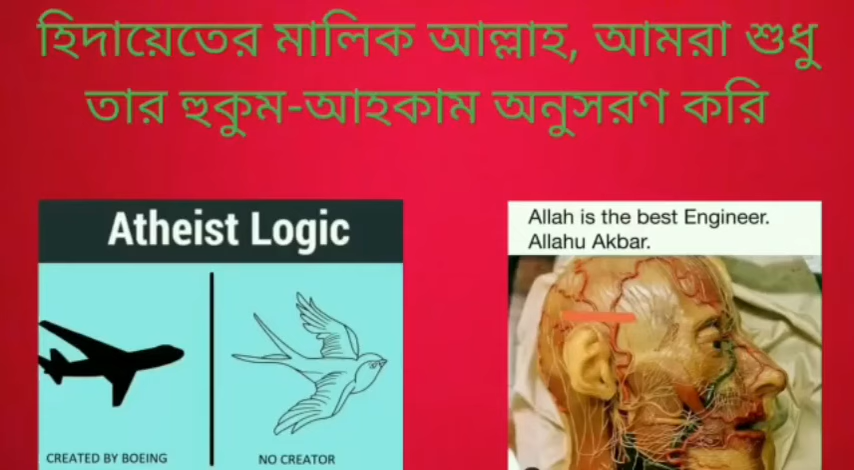 হিদায়েতের মালিক আল্লাহ, আমরা শুধু
তার হুকুম-আহকাম অনুসরণ করি
Atheist Logic
CREATED BY BOEING
NO CREATOR
Allah is the best Engineer.
Allahu Akbar.